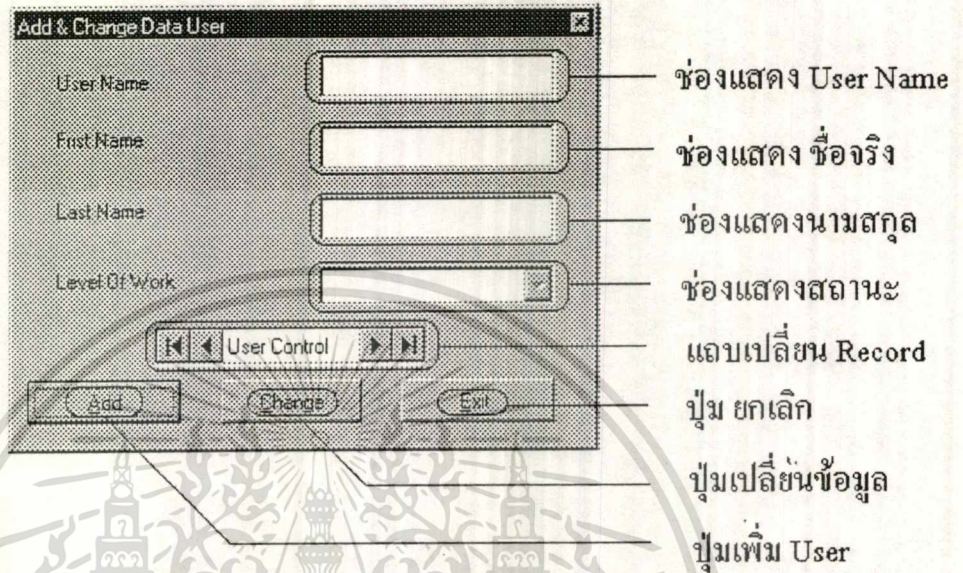 Add & Change Data User
User Name
ช่องแสดง User Name
Frist Name
ช่องแสดง ชื่อจริง
Last Name
ช่องแสดงนามสกุล
Level Of Work
ช่องแสดงสถานะ
User Control
แถบเปลี่ยน Record
Add
Change
Exit
ปุ่ม ยกเลิก
ปุ่มเปลี่ยนข้อมูล
ปุ่มเพิ่ม User